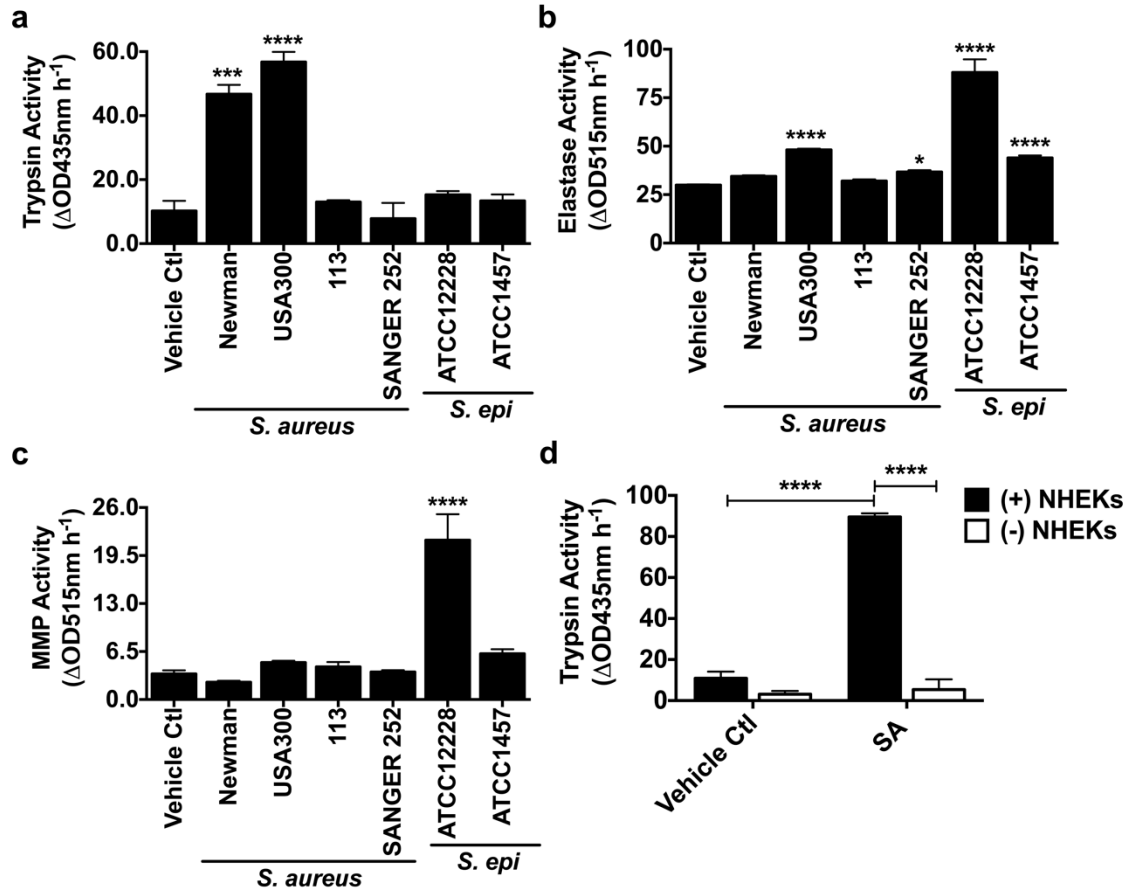 a
Trypsin Activity
(ΔOD435nm h-1)
60.0
40.0
20.0
0.0
***
****
Vehicle Ctl
Newman
USA300
113
SANGER 252
ATCC12228
ATCC1457
S. aureus
S. epi
b
Elastase Activity
(ΔOD515nm h-1)
100
75
50
25
0
****
*
****
****
Vehicle Ctl
Newman
USA300
113
SANGER 252
ATCC12228
ATCC1457
S. aureus
S. epi
c
MMP Activity
(ΔOD515nm h-1)
26.0
19.5
13.0
6.5
0.0
****
Vehicle Ctl
Newman
USA300
113
SANGER 252
ATCC12228
ATCC1457
S. aureus
S. epi
d
Trypsin Activity
(ΔOD435nm h-1)
100
80
60
40
20
0
****
****
Vehicle Ctl
SA
(+) NHEKs
(-) NHEKs